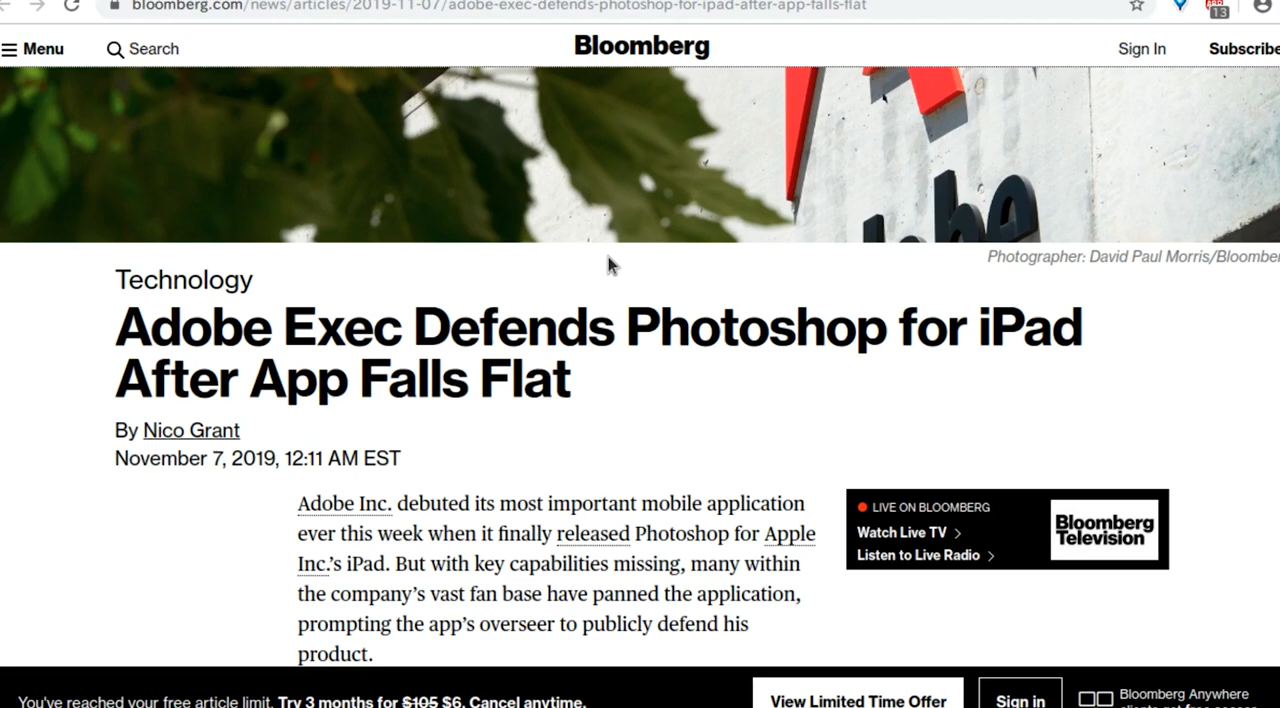 bloomberg.com/news/articles/2019-11-07/adobe-exec-defends-photoshop-for-ipad-after-app-falls-flat
13
Menu Search Bloomberg Sign In Subscribe
Photographer: David Paul Morris/Bloomber
Technology
Adobe Exec Defends Photoshop for iPad
After App Falls Flat
By Nico Grant
November 7, 2019, 12:11 AM EST
Adobe Inc. debuted its most important mobile application
ever this week when it finally released Photoshop for Apple
Inc.’s iPad. But with key capabilities missing, many within
the company’s vast fan base have panned the application,
prompting the app’s overseer to publicly defend his
product.
LIVE ON BLOOMBERG
Watch Live TV
Listen to Live Radio
Bloomberg
Television
You've reached your free article limit. Try 3 months for $105 $6. Cancel anytime.
View Limited Time Offer
Sign in
Bloomberg Anywhere